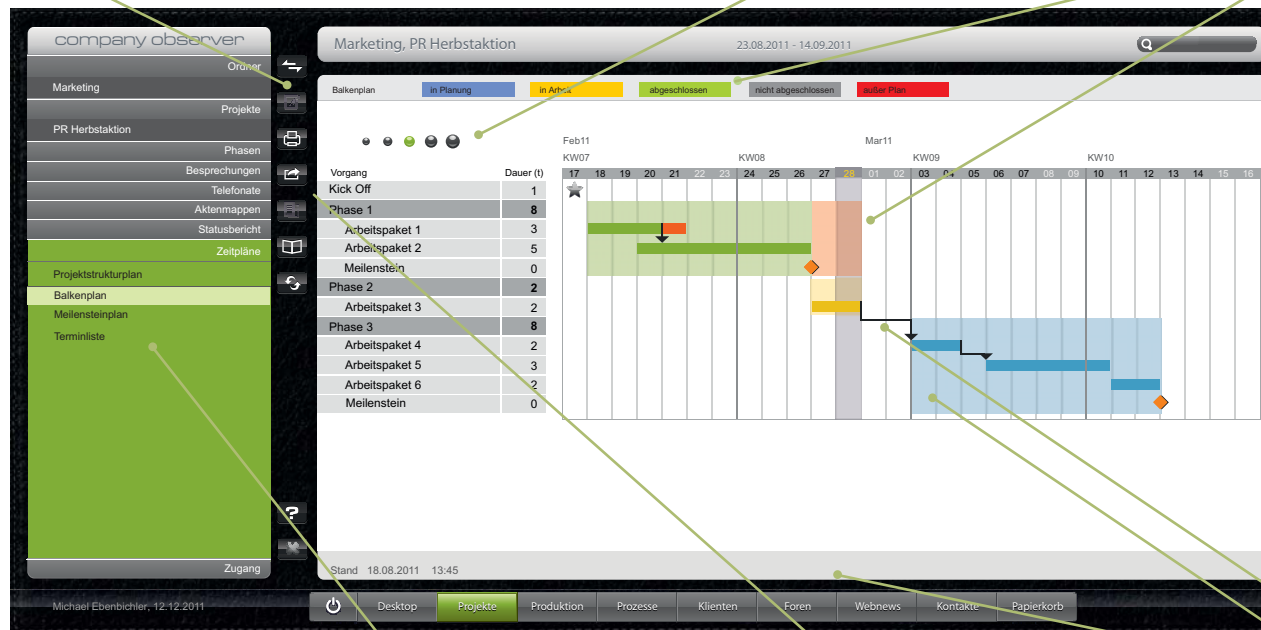 company observer
Ordner
Marketing
Projekte
PR Herbstaktion
Phasen
Besprechungen
Telefonate
Aktenmappen
Statusbericht
Zeitpläne
Projektstrukturplan
Balkenplan
Meilensteinplan
Terminliste
?
Zugang
Michael Ebenbichler, 12.12.2011
Marketing, PR Herbstaktion 23.08.2011 - 14.09.2011
Balkenplan in Planung in Arbeit abgeschlossen nicht abgeschlossen außer Plan
Feb11 Mar11
KW07 KW08 KW09 KW10
Vorgang Dauer (t) 17 18 19 20 21 22 23 24 25 26 27 28 01 02 03 04 05 06 07 08 09 10 11 12 13 14 15 16
Kick Off 1
Phase 1 8
Arbeitspaket 1 3
Arbeitspaket 2 5
Meilenstein 0
Phase 2 2
Arbeitspaket 3 2
Phase 3 8
Arbeitspaket 4 2
Arbeitspaket 5 3
Arbeitspaket 6 2
Meilenstein 0
Stand 18.08.2011 13:45
Desktop Projekte Produktion Prozesse Klienten Foren Webnews Kontakte Papierkorb